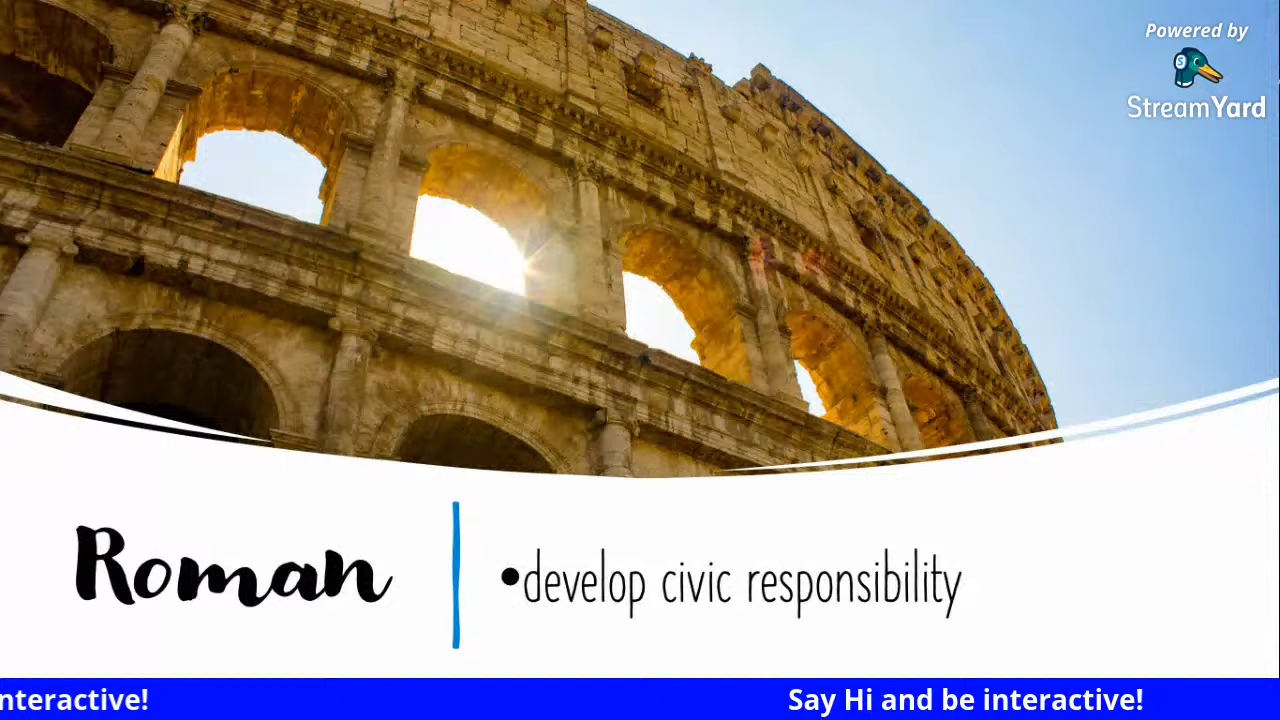 Powered by
StreamYard
Roman
•develop civic responsibility
nteractive!
Say Hi and be interactive!